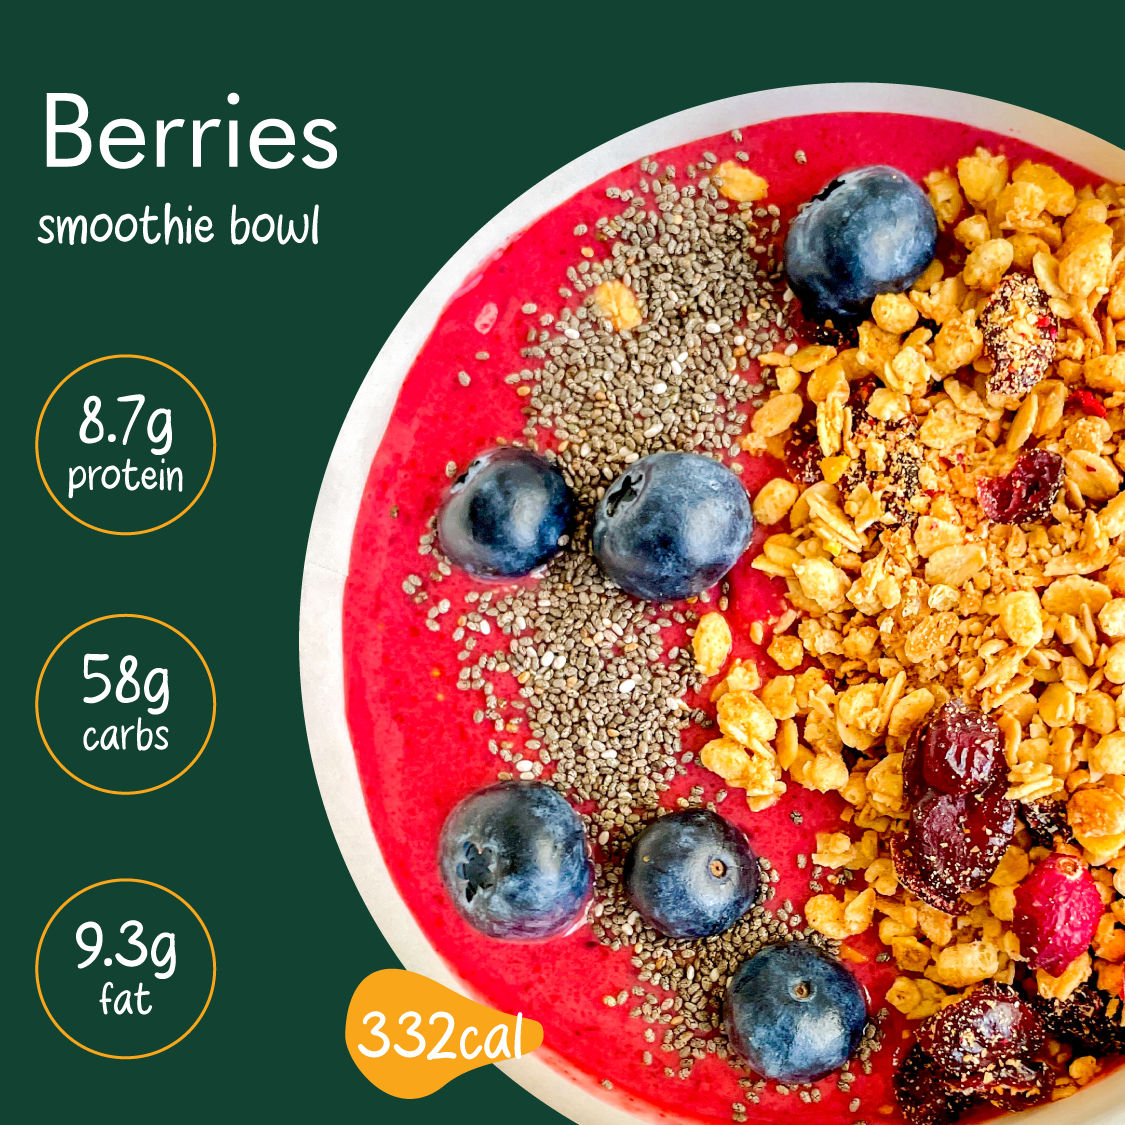 Berries
smoothie bowl
8.7g
protein
58g
carbs
9.3g
fat
332cal